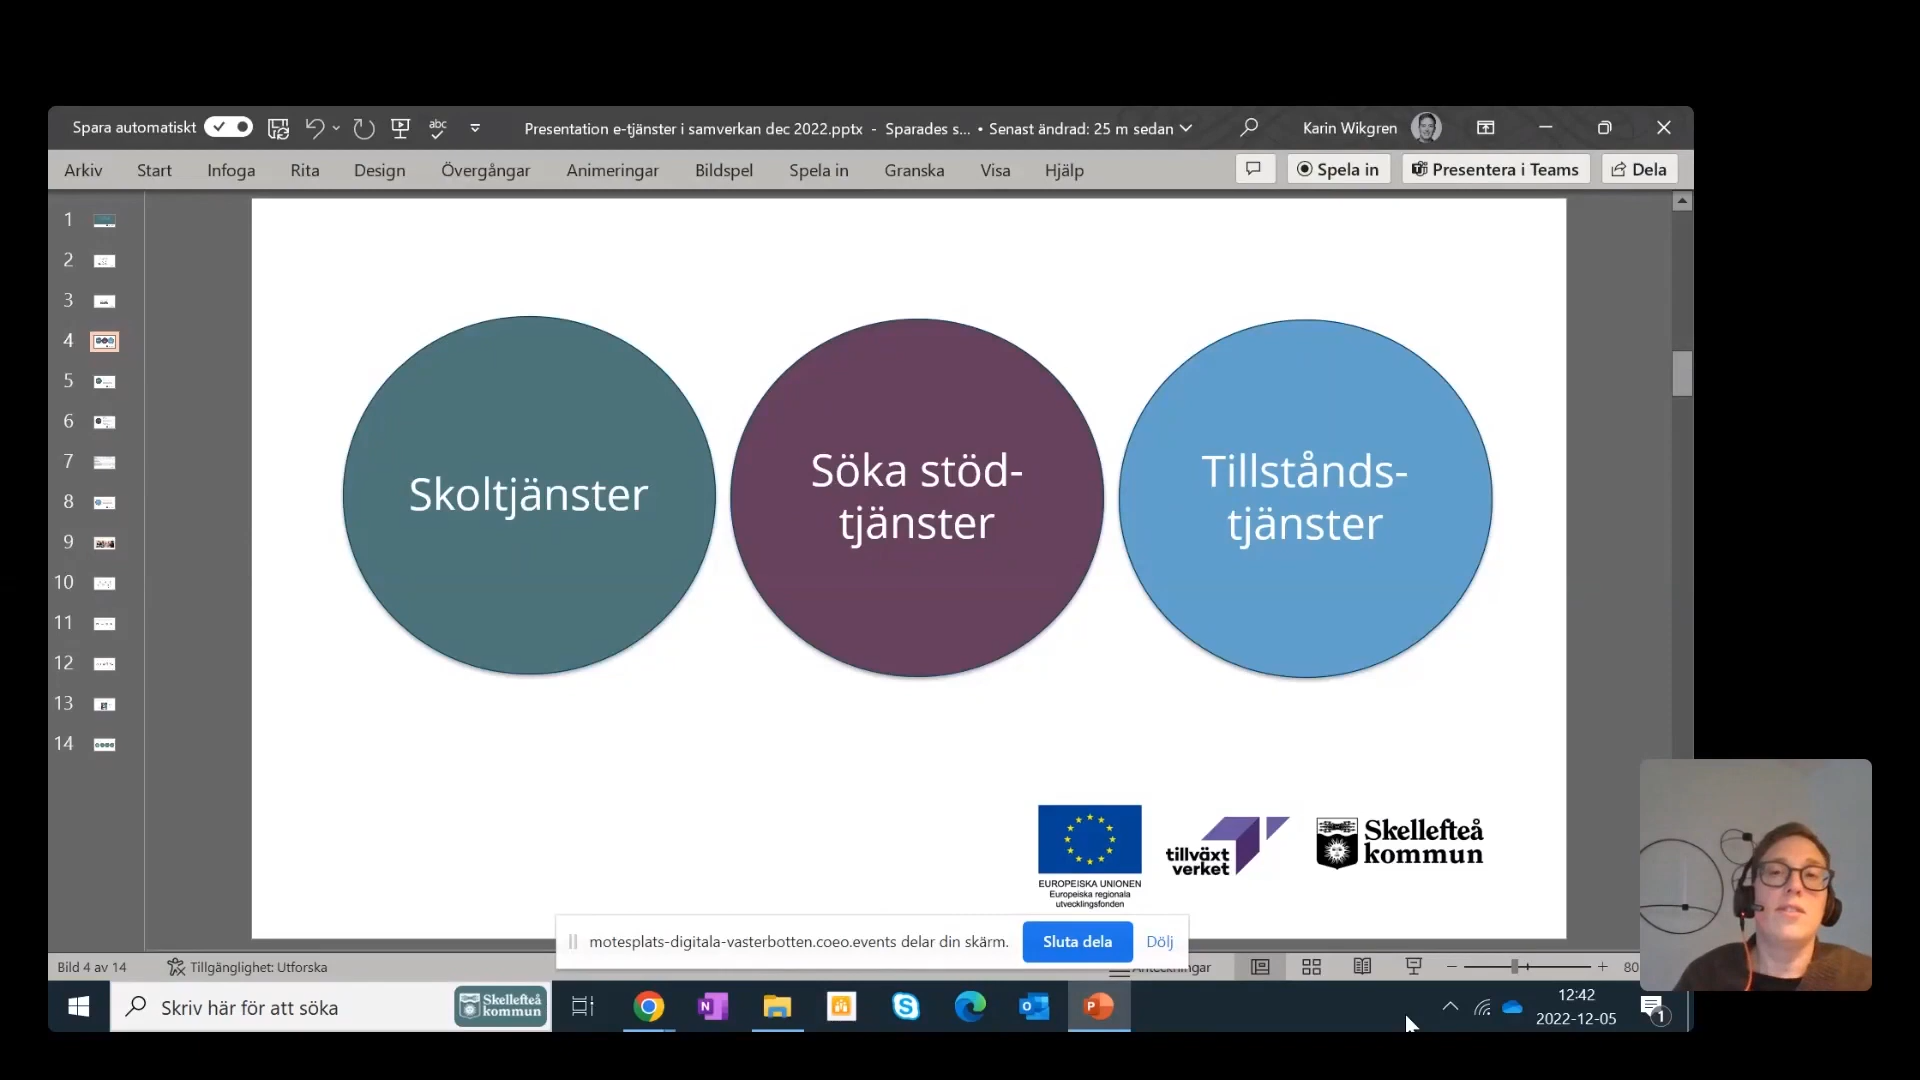 Spara automatiskt
Presentation e-tjänster i samverkan dec 2022.pptx - Sparades s... • Senast ändrad: 25 m sedan
Karin Wikgren
Arkiv Start Infoga Rita Design Övergångar Animeringar Bildspel Spela in Granska Visa Hjälp
Spela in
Presentera i Teams
Dela
1
2
3
4
5
6
7
8
9
10
11
12
13
14
Skoltjänster
Söka stöd-
tjänster
Tillstånds-
tjänster
EUROPEISKA UNIONEN
Europeiska regionala
utvecklingsfonden
tillväxt
verket
Skellefteå
kommun
motesplats-digitala-vasterbotten.coeo.events delar din skärm.
Sluta dela
Dölj
Bild 4 av 14
Tillgänglighet: Utforska
Anteckningar
80
Skriv här för att söka
Skellefteå
kommun
12:42
2022-12-05
1